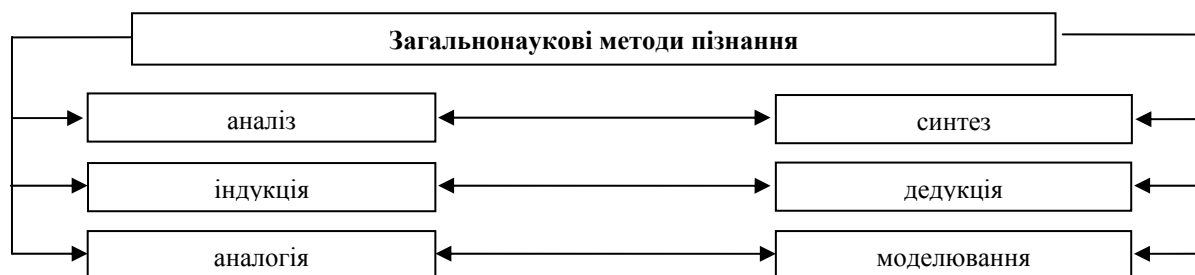 Загальнонаукові методи пізнання
аналіз
синтез
індукція
дедукція
аналогія
моделювання